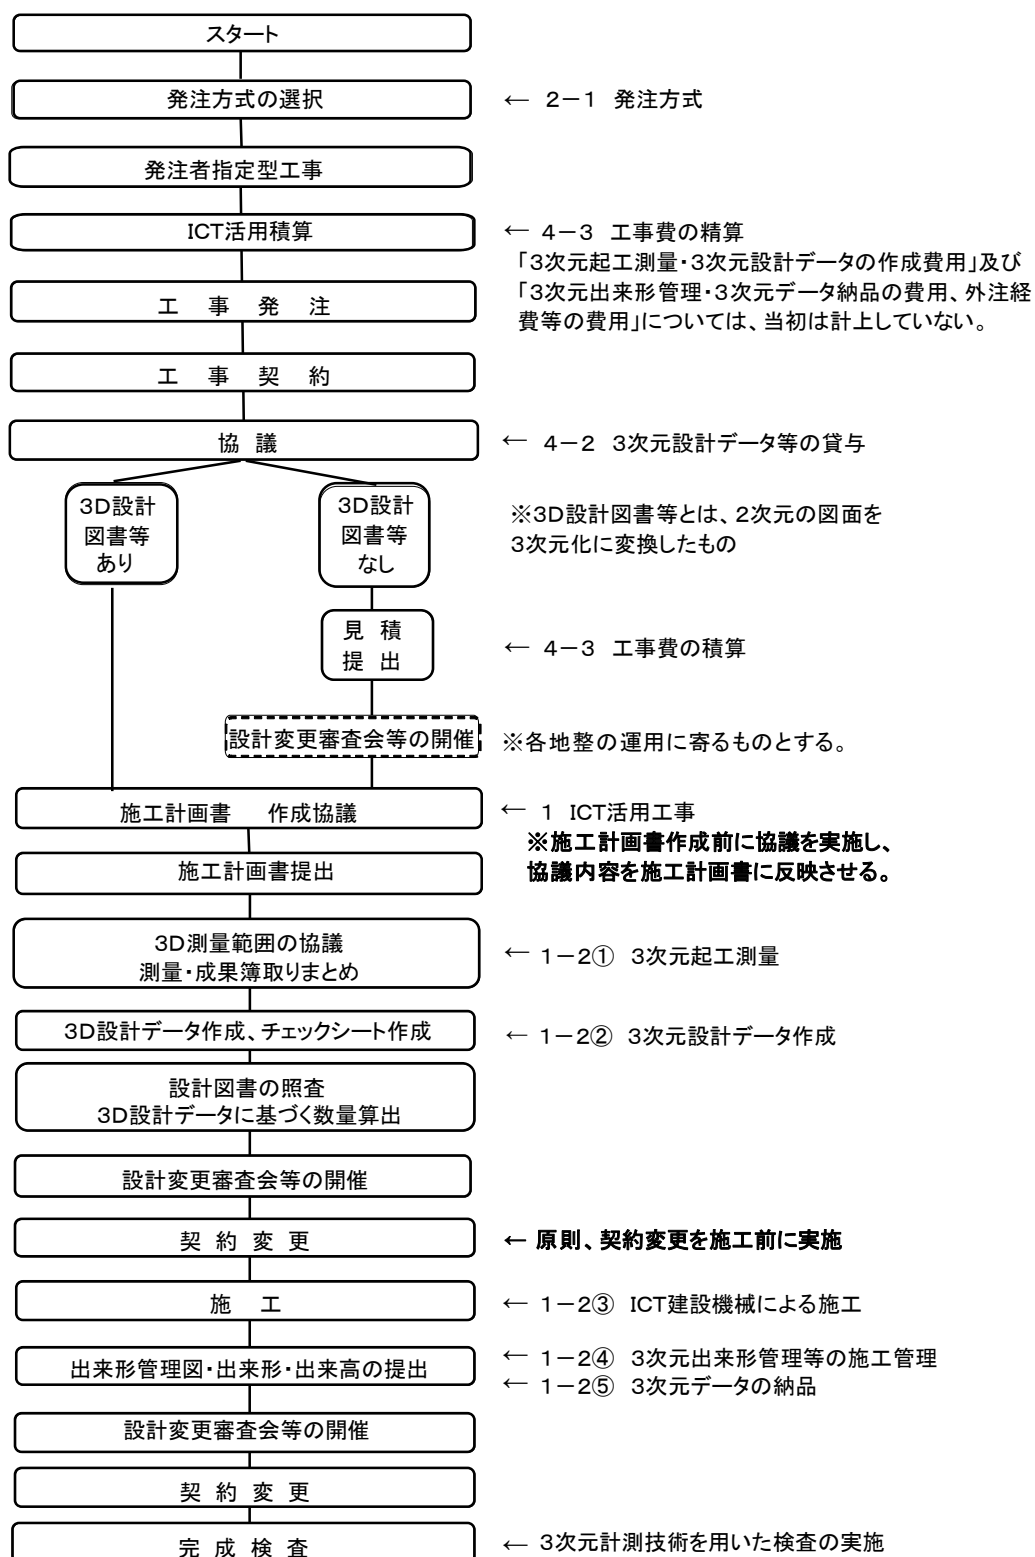 スタート
発注方式の選択
← 2－1 発注方式
発注者指定型工事
ICT活用積算
← 4－3 工事費の精算
「3次元起工測量・3次元設計データの作成費用」及び
「3次元出来形管理・3次元データ納品の費用、外注経
費等の費用」については、当初は計上していない。
工 事 発 注
工 事 契 約
協 議
← 4－2 3次元設計データ等の貸与
3D設計
図書等
あり
3D設計
図書等
なし
※3D設計図書等とは、2次元の図面を
3次元化に変換したもの
見 積
提 出
← 4－3 工事費の積算
設計変更審査会等の開催
※各地整の運用に寄るものとする。
施工計画書 作成協議
← 1 ICT活用工事
※施工計画書作成前に協議を実施し、
協議内容を施工計画書に反映させる。
施工計画書提出
3D測量範囲の協議
測量・成果簿取りまとめ
← 1－2① 3次元起工測量
3D設計データ作成、チェックシート作成
← 1－2② 3次元設計データ作成
設計図書の照査
3D設計データに基づく数量算出
設計変更審査会等の開催
契 約 変 更
← 原則、契約変更を施工前に実施
施 工
← 1－2③ ICT建設機械による施工
出来形管理図・出来形・出来高の提出
← 1－2④ 3次元出来形管理等の施工管理
← 1－2⑤ 3次元データの納品
設計変更審査会等の開催
契 約 変 更
完 成 検 査
← 3次元計測技術を用いた検査の実施